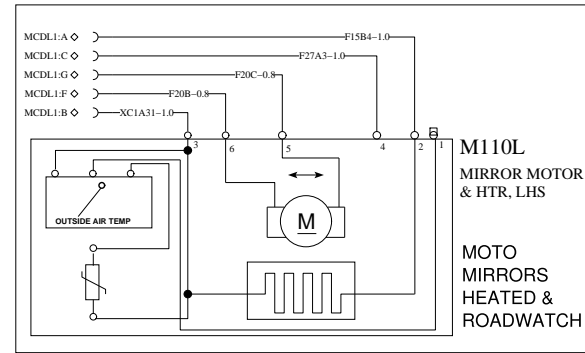 MCDL1:A F15B4-1.0
MCDL1:C F27A3-1.0
MCDL1:G F20C-0.8
MCDL1:F F20B-0.8
MCDL1:B XC1A31-1.0
3 6 5 4 2 1
M110L
MIRROR MOTOR
& HTR, LHS
OUTSIDE AIR TEMP
M
MOTO
MIRRORS
HEATED &
ROADWATCH